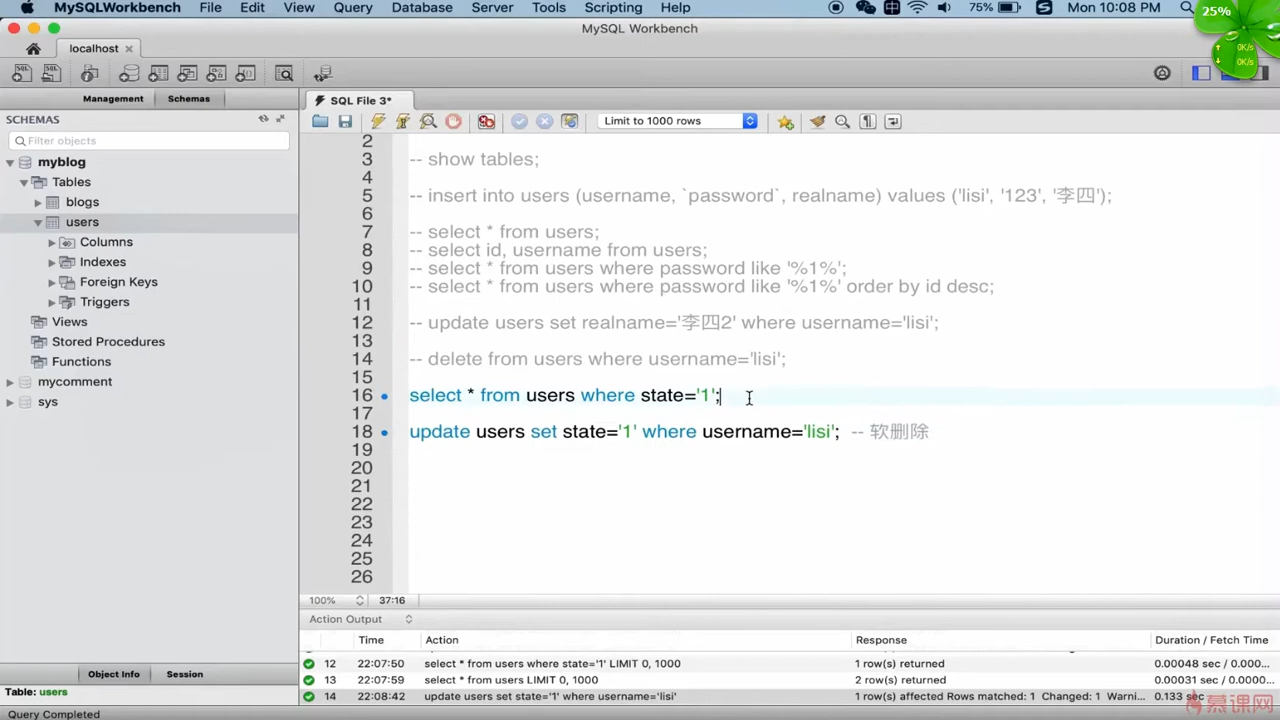 MySQLWorkbench File Edit View Query Database Server Tools Scripting Help 75% Mon 10:08 PM 25%
MySQL Workbench
0K/s
0K/s
localhost
Management Schemas
SQL File 3*
SCHEMAS
Limit to 1000 rows
Filter objects
myblog
Tables
blogs
users
Columns
Indexes
Foreign Keys
Triggers
Views
Stored Procedures
Functions
mycomment
sys
2
3 -- show tables;
4
5 -- insert into users (username, `password`, realname) values ('lisi', '123', '李四');
6
7 -- select * from users;
8 -- select id, username from users;
9 -- select * from users where password like '%1%';
10 -- select * from users where password like '%1%' order by id desc;
11
12 -- update users set realname='李四2' where username='lisi';
13
14 -- delete from users where username='lisi';
15
16 select * from users where state='1';
17
18 update users set state='1' where username='lisi'; -- 软删除
19
20
21
22
23
24
25
26
100% 37:16
Action Output
Time Action Response Duration / Fetch Time
12 22:07:50 select * from users where state='1' LIMIT 0, 1000 1 row(s) returned 0.00048 sec / 0.000...
13 22:07:59 select * from users LIMIT 0, 1000 2 row(s) returned 0.00031 sec / 0.0000...
14 22:08:42 update users set state='1' where username='lisi' 1 row(s) affected Rows matched: 1 Changed: 1 Warni... 0.133 sec
Object Info Session
Table: users
Query Completed
慕课网